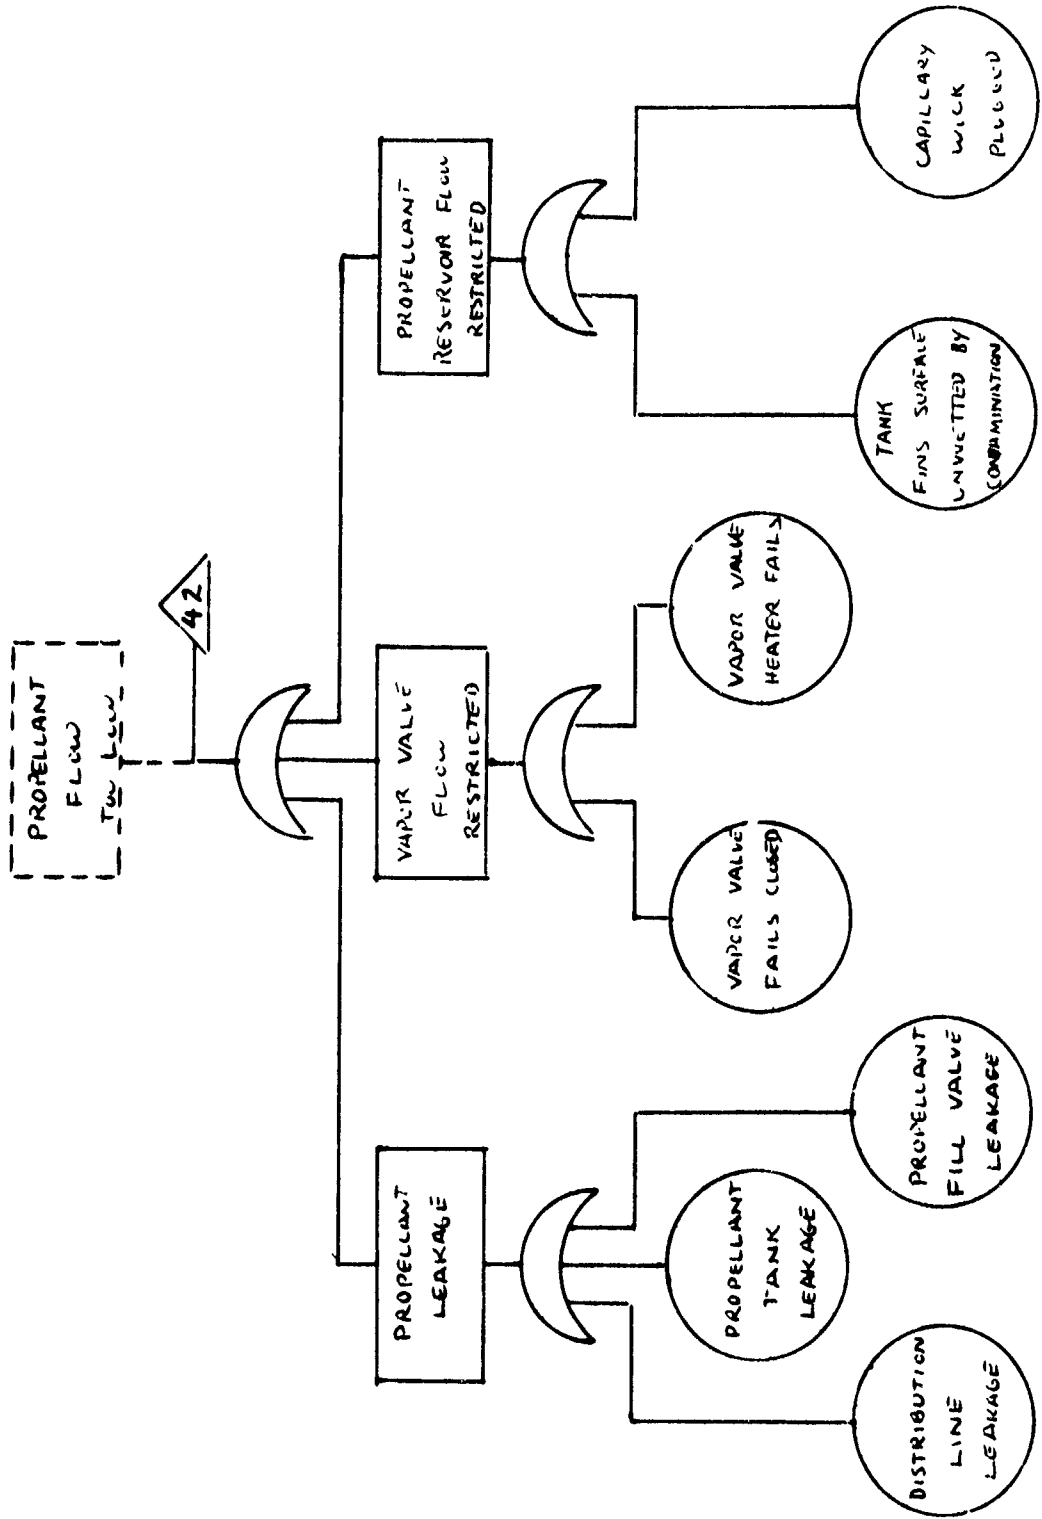 PROPELLANT
FLOW
TOO LOW
42
PROPELLANT
LEAKAGE
VAPOR VALVE
FLOW
RESTRICTED
PROPELLANT
RESERVOIR FLOW
RESTRICTED
DISTRIBUTION
LINE
LEAKAGE
PROPELLANT
TANK
LEAKAGE
PROPELLANT
FILL VALVE
LEAKAGE
VAPOR VALVE
FAILS CLOSED
VAPOR VALVE
HEATER FAILS
TANK
FINS SURFACE
UNWETTED BY
CONTAMINATION
CAPILLARY
WICK
PLUGGED